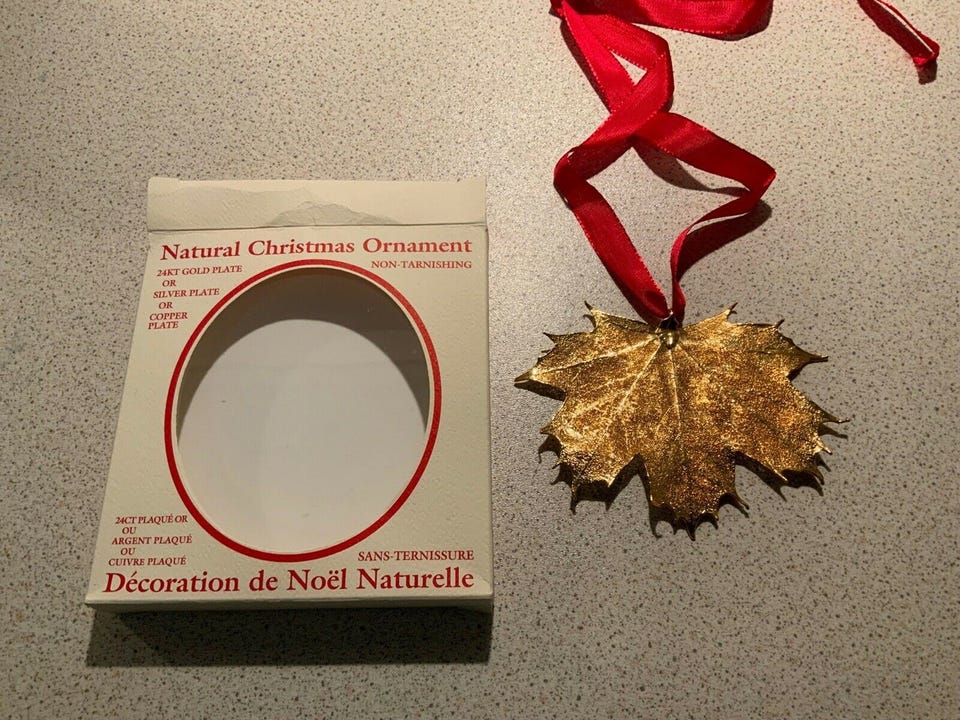 Natural Christmas Ornament
NON-TARNISHING
24KT GOLD PLATE
OR
SILVER PLATE
OR
COPPER
PLATE
24CT PLAQUÉ OR
OU
ARGENT PLAQUÉ
OU
CUIVRE PLAQUÉ
SANS-TERNISSURE
Décoration de Noël Naturelle